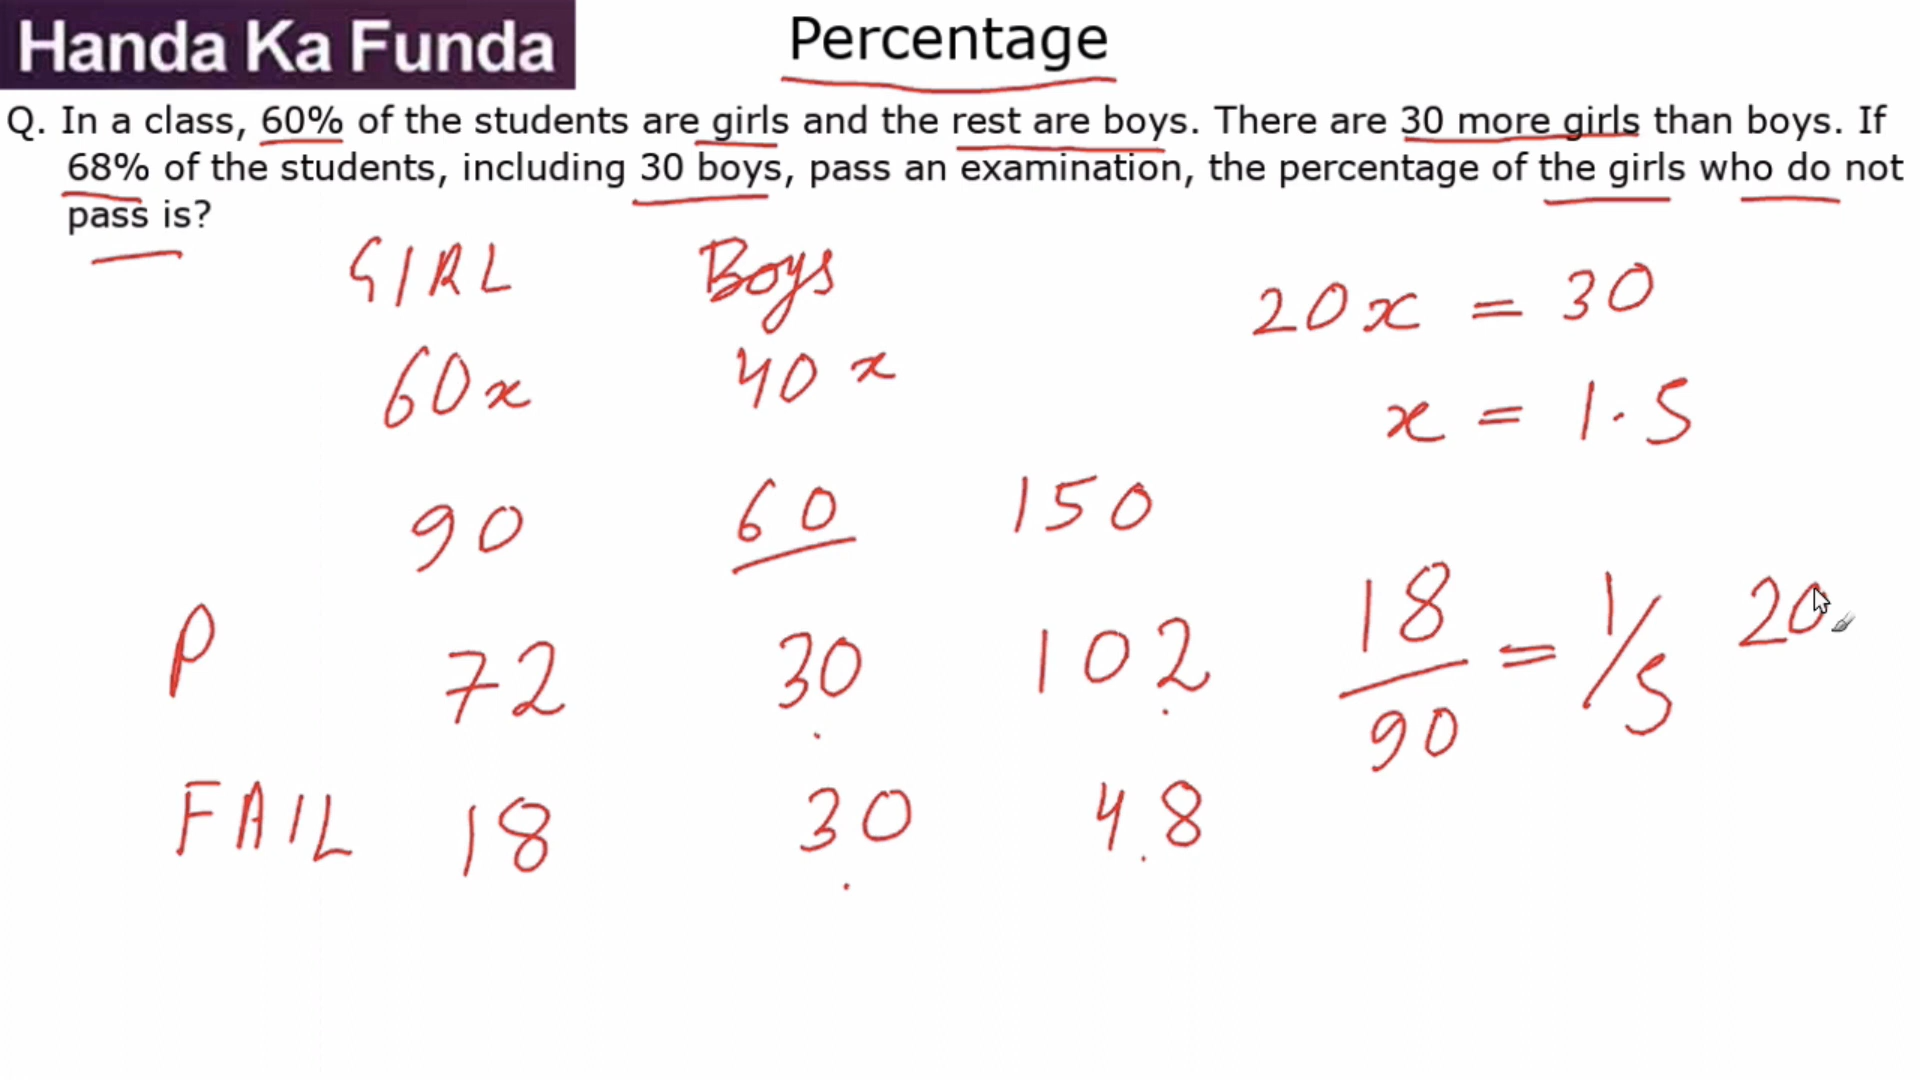 Handa Ka Funda
Percentage
Q. In a class, 60% of the students are girls and the rest are boys. There are 30 more girls than boys. If
68% of the students, including 30 boys, pass an examination, the percentage of the girls who do not
pass is?
GIRL Boys
20x = 30
60x 40x
x = 1.5
90 60 150
P 72 30 102
18/90 = 1/5 20
FAIL 18 30 48